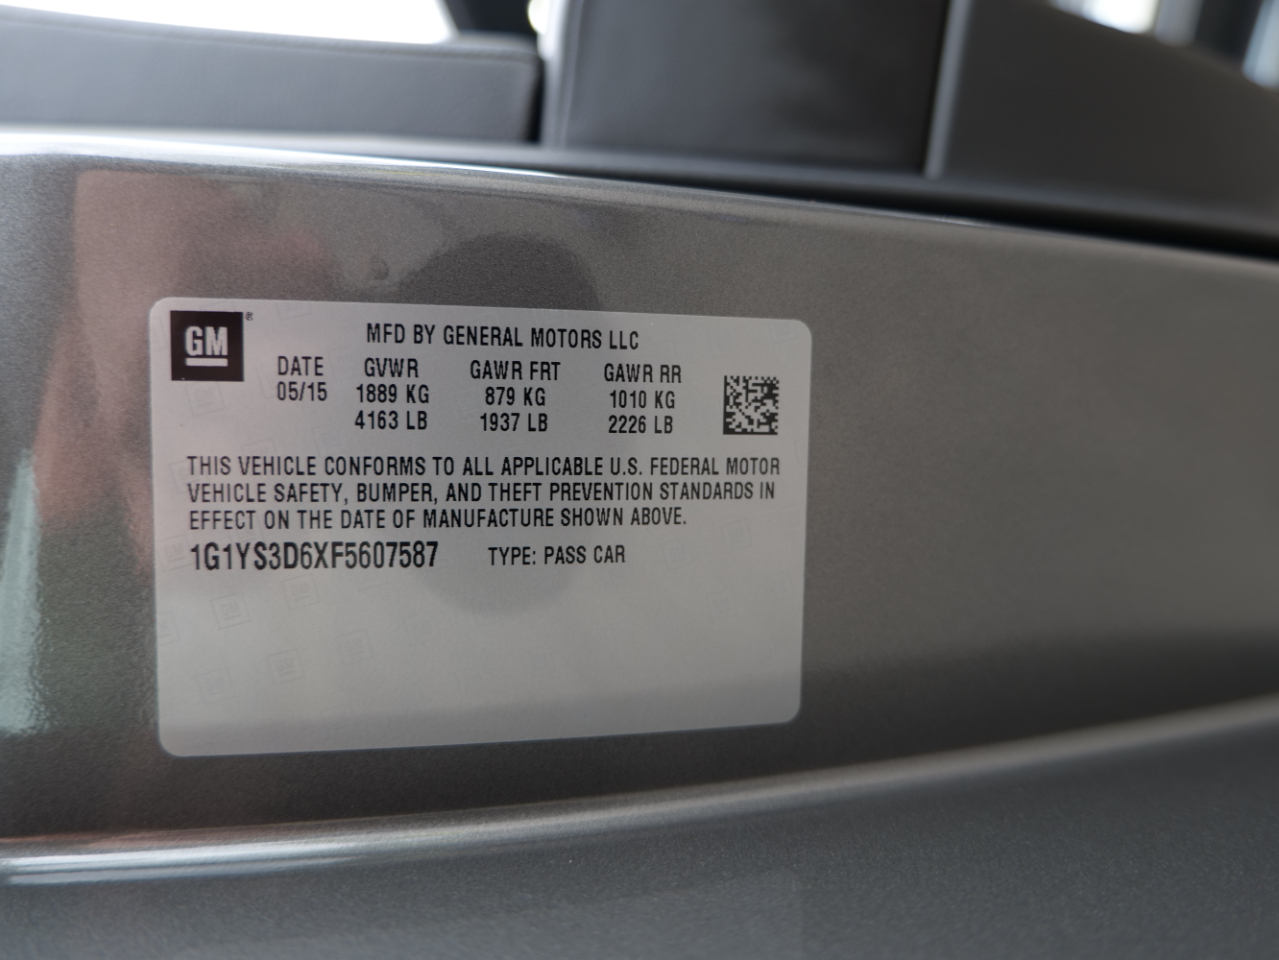 GM®
MFD BY GENERAL MOTORS LLC
DATE GVWR GAWR FRT GAWR RR
05/15 1889 KG 879 KG 1010 KG
4163 LB 1937 LB 2226 LB
THIS VEHICLE CONFORMS TO ALL APPLICABLE U.S. FEDERAL MOTOR
VEHICLE SAFETY, BUMPER, AND THEFT PREVENTION STANDARDS IN
EFFECT ON THE DATE OF MANUFACTURE SHOWN ABOVE.
1G1YS3D6XF5607587 TYPE: PASS CAR